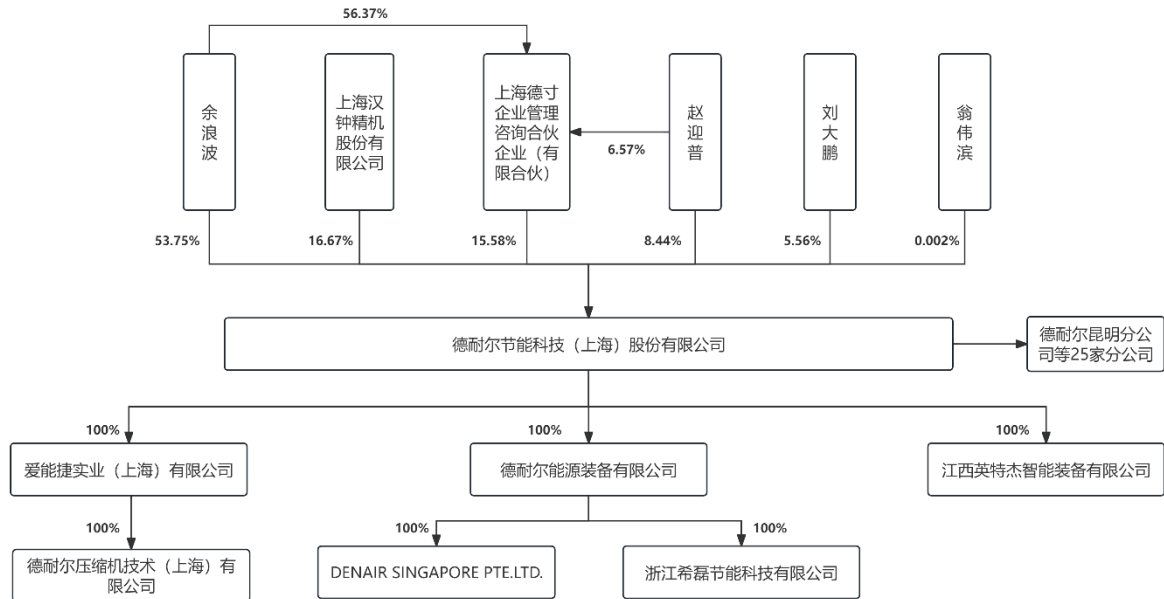 56.37%
余
浪
波
上海汉
钟精机
股份有
限公司
上海德寸
企业管理
咨询合伙
企业（有
限合伙）
6.57%
赵
迎
普
刘
大
鹏
翁
伟
滨
53.75%
16.67%
15.58%
8.44%
5.56%
0.002%
德耐尔节能科技（上海）股份有限公司
德耐尔昆明分公
司等25家分公司
100%
100%
100%
爱能捷实业（上海）有限公司
德耐尔能源装备有限公司
江西英特杰智能装备有限公司
100%
100%
100%
德耐尔压缩机技术（上海）有
限公司
DENAIR SINGAPORE PTE.LTD.
浙江希磊节能科技有限公司